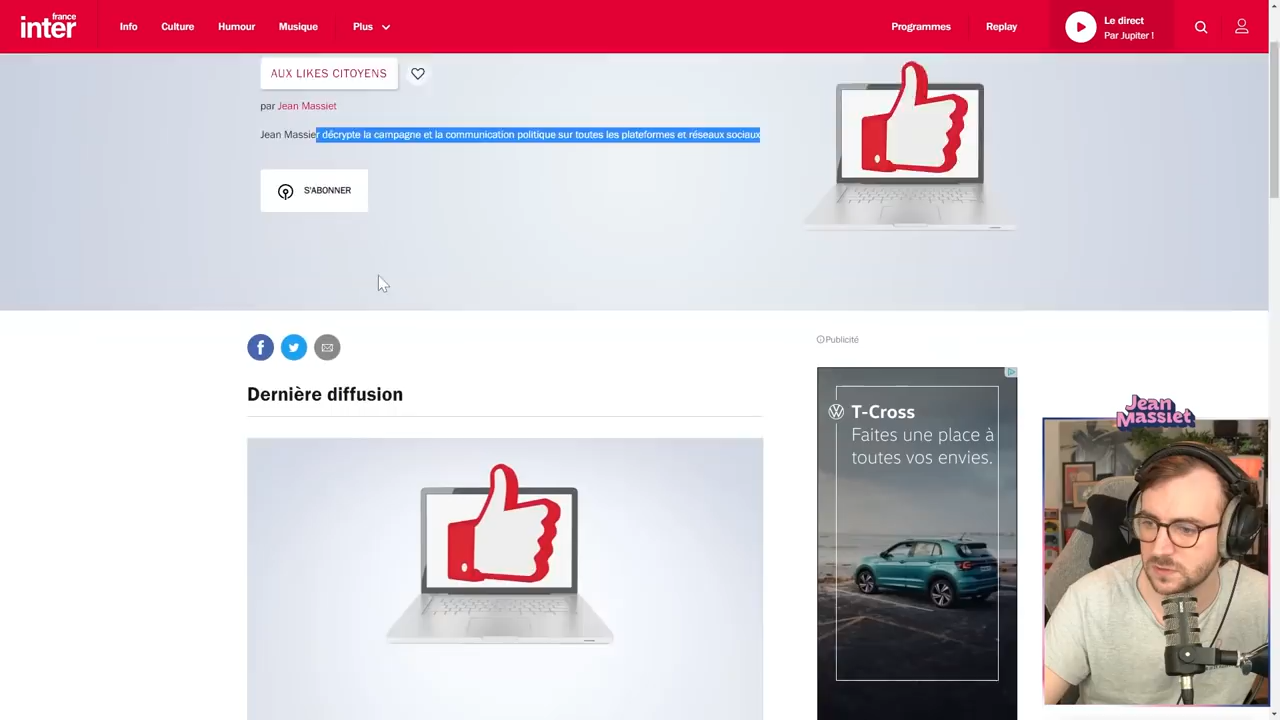 france
inter
Info
Culture
Humour
Musique
Plus
Programmes
Replay
Le direct
Par Jupiter !
AUX LIKES CITOYENS
par Jean Massiet
Jean Massier décrypte la campagne et la communication politique sur toutes les plateformes et réseaux sociaux
S'ABONNER
Publicité
Dernière diffusion
T-Cross
Faites une place à
toutes vos envies.
Jean
Massiet